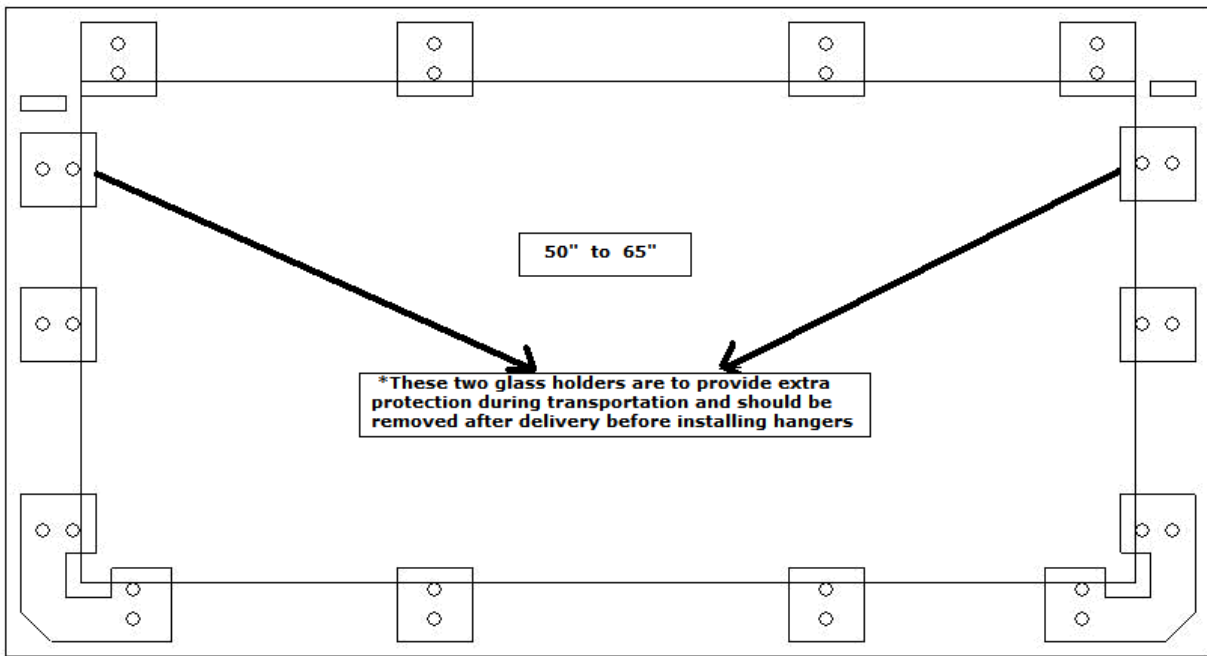 50" to 65"
*These two glass holders are to provide extra
protection during transportation and should be
removed after delivery before installing hangers